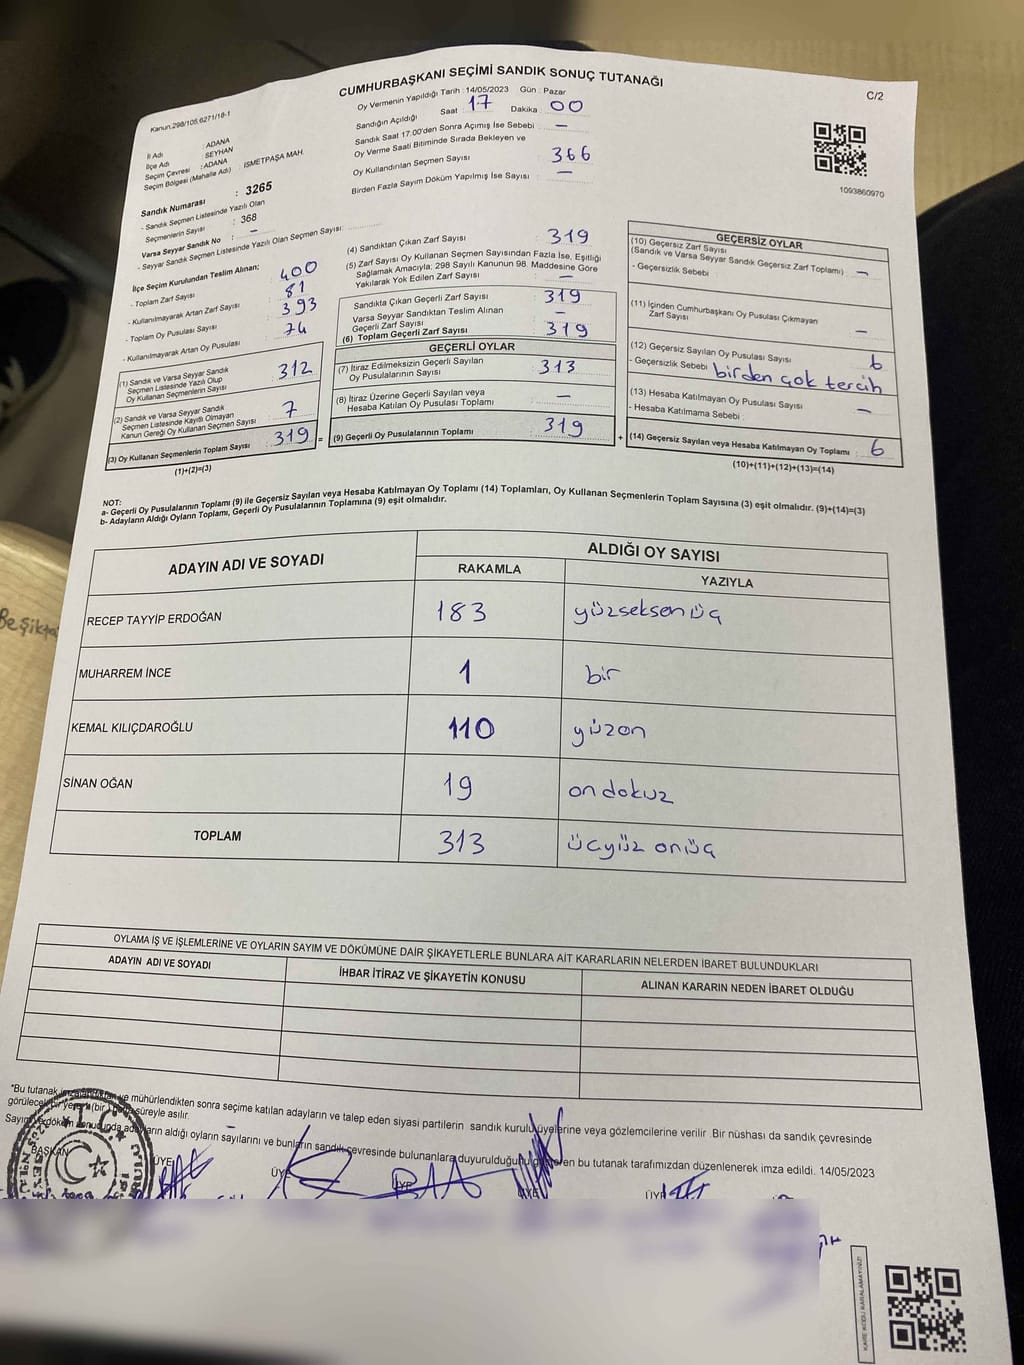 CUMHURBAŞKANI SEÇİMİ SANDIK SONUÇ TUTANAĞI
C/2
Kanun.298/105,6271/18-1
Oy Vermenin Yapıldığı Tarih : 14/05/2023 Gün : Pazar
Sandığın Açıldığı Saat : 17 Dakika : 00
Sandık Saat 17.00'den Sonra Açımış İse Sebebi : —
Oy Verme Saati Bitiminde Sırada Bekleyen ve
Oy Kullandırılan Seçmen Sayısı : 366
Birden Fazla Sayım Döküm Yapılmış İse Sayısı : —
1093860970
İl Adı : ADANA
İlçe Adı : SEYHAN
Seçim Çevresi : ADANA
Seçim Bölgesi (Mahalle Adı) : İSMETPAŞA MAH.
Sandık Numarası : 3265
- Sandık Seçmen Listesinde Yazılı Olan
Seçmenlerin Sayısı : 368
Varsa Seyyar Sandık No : —
- Seyyar Sandık Seçmen Listesinde Yazılı Olan Seçmen Sayısı:
İlçe Seçim Kurulundan Teslim Alınan;
- Toplam Zarf Sayısı : 400
- Kullanılmayarak Artan Zarf Sayısı : 81
- Toplam Oy Pusulası Sayısı : 393
- Kullanılmayarak Artan Oy Pusulası : 74
(1) Sandık ve Varsa Seyyar Sandık
Seçmen Listesinde Yazılı Olup
Oy Kullanan Seçmenlerin Sayısı : 312
(2) Sandık ve Varsa Seyyar Sandık
Seçmen Listesinde Kayıtlı Olmayan
Kanun Gereği Oy Kullanan Seçmen Sayısı : 7
(3) Oy Kullanan Seçmenlerin Toplam Sayısı : 319 =
(1)+(2)=(3)
(4) Sandıktan Çıkan Zarf Sayısı : 319
(5) Zarf Sayısı Oy Kullanan Seçmen Sayısından Fazla İse, Eşitliği
Sağlamak Amacıyla; 298 Sayılı Kanunun 98. Maddesine Göre
Yakılarak Yok Edilen Zarf Sayısı : —
Sandıkta Çıkan Geçerli Zarf Sayısı : 319
Varsa Seyyar Sandıktan Teslim Alınan
Geçerli Zarf Sayısı : —
(6) Toplam Geçerli Zarf Sayısı : 319
GEÇERLİ OYLAR
(7) İtiraz Edilmeksizin Geçerli Sayılan
Oy Pusulalarının Sayısı : 313
(8) İtiraz Üzerine Geçerli Sayılan veya
Hesaba Katılan Oy Pusulası Toplamı : —
(9) Geçerli Oy Pusulalarının Toplamı : 319 +
GEÇERSİZ OYLAR
(10) Geçersiz Zarf Sayısı
(Sandık ve Varsa Seyyar Sandık Geçersiz Zarf Toplamı) : —
- Geçersizlik Sebebi :
(11) İçinden Cumhurbaşkanı Oy Pusulası Çıkmayan
Zarf Sayısı : —
(12) Geçersiz Sayılan Oy Pusulası Sayısı : 6
- Geçersizlik Sebebi : birden çok tercih
(13) Hesaba Katılmayan Oy Pusulası Sayısı : —
- Hesaba Katılmama Sebebi :
(14) Geçersiz Sayılan veya Hesaba Katılmayan Oy Toplamı : 6
(10)+(11)+(12)+(13)=(14)
NOT:
a- Geçerli Oy Pusulalarının Toplamı (9) ile Geçersiz Sayılan veya Hesaba Katılmayan Oy Toplamı (14) Toplamları, Oy Kullanan Seçmenlerin Toplam Sayısına (3) eşit olmalıdır. (9)+(14)=(3)
b- Adayların Aldığı Oyların Toplamı, Geçerli Oy Pusulalarının Toplamına (9) eşit olmalıdır.
ADAYIN ADI VE SOYADI
ALDIĞI OY SAYISI
RAKAMLA YAZIYLA
RECEP TAYYİP ERDOĞAN 183 yüzseksenüç
MUHARREM İNCE 1 bir
KEMAL KILIÇDAROĞLU 110 yüzon
SİNAN OĞAN 19 ondokuz
TOPLAM 313 üçyüz onüç
Beşikta
OYLAMA İŞ VE İŞLEMLERİNE VE OYLARIN SAYIM VE DÖKÜMÜNE DAİR ŞİKAYETLERLE BUNLARA AİT KARARLARIN NELERDEN İBARET BULUNDUKLARI
ADAYIN ADI VE SOYADI İHBAR İTİRAZ VE ŞİKAYETİN KONUSU ALINAN KARARIN NEDEN İBARET OLDUĞU
"Bu tutanak ve mühürlendikten sonra seçime katılan adayların ve talep eden siyasi partilerin sandık kurulu üyelerine veya gözlemcilerine verilir. Bir nüshası da sandık çevresinde
görülecek bir yere (bir) süreyle asılır.
Sayım ve döküm sonucunda adayların aldığı oyların sayılarını ve bunların sandık çevresinde bulunanlara duyurulduğunu gösteren bu tutanak tarafımızdan düzenlenerek imza edildi. 14/05/2023
BAŞKAN ÜYE ÜYE ÜYE ÜYE ÜYE
KARE KODU KARALAMAYINIZ